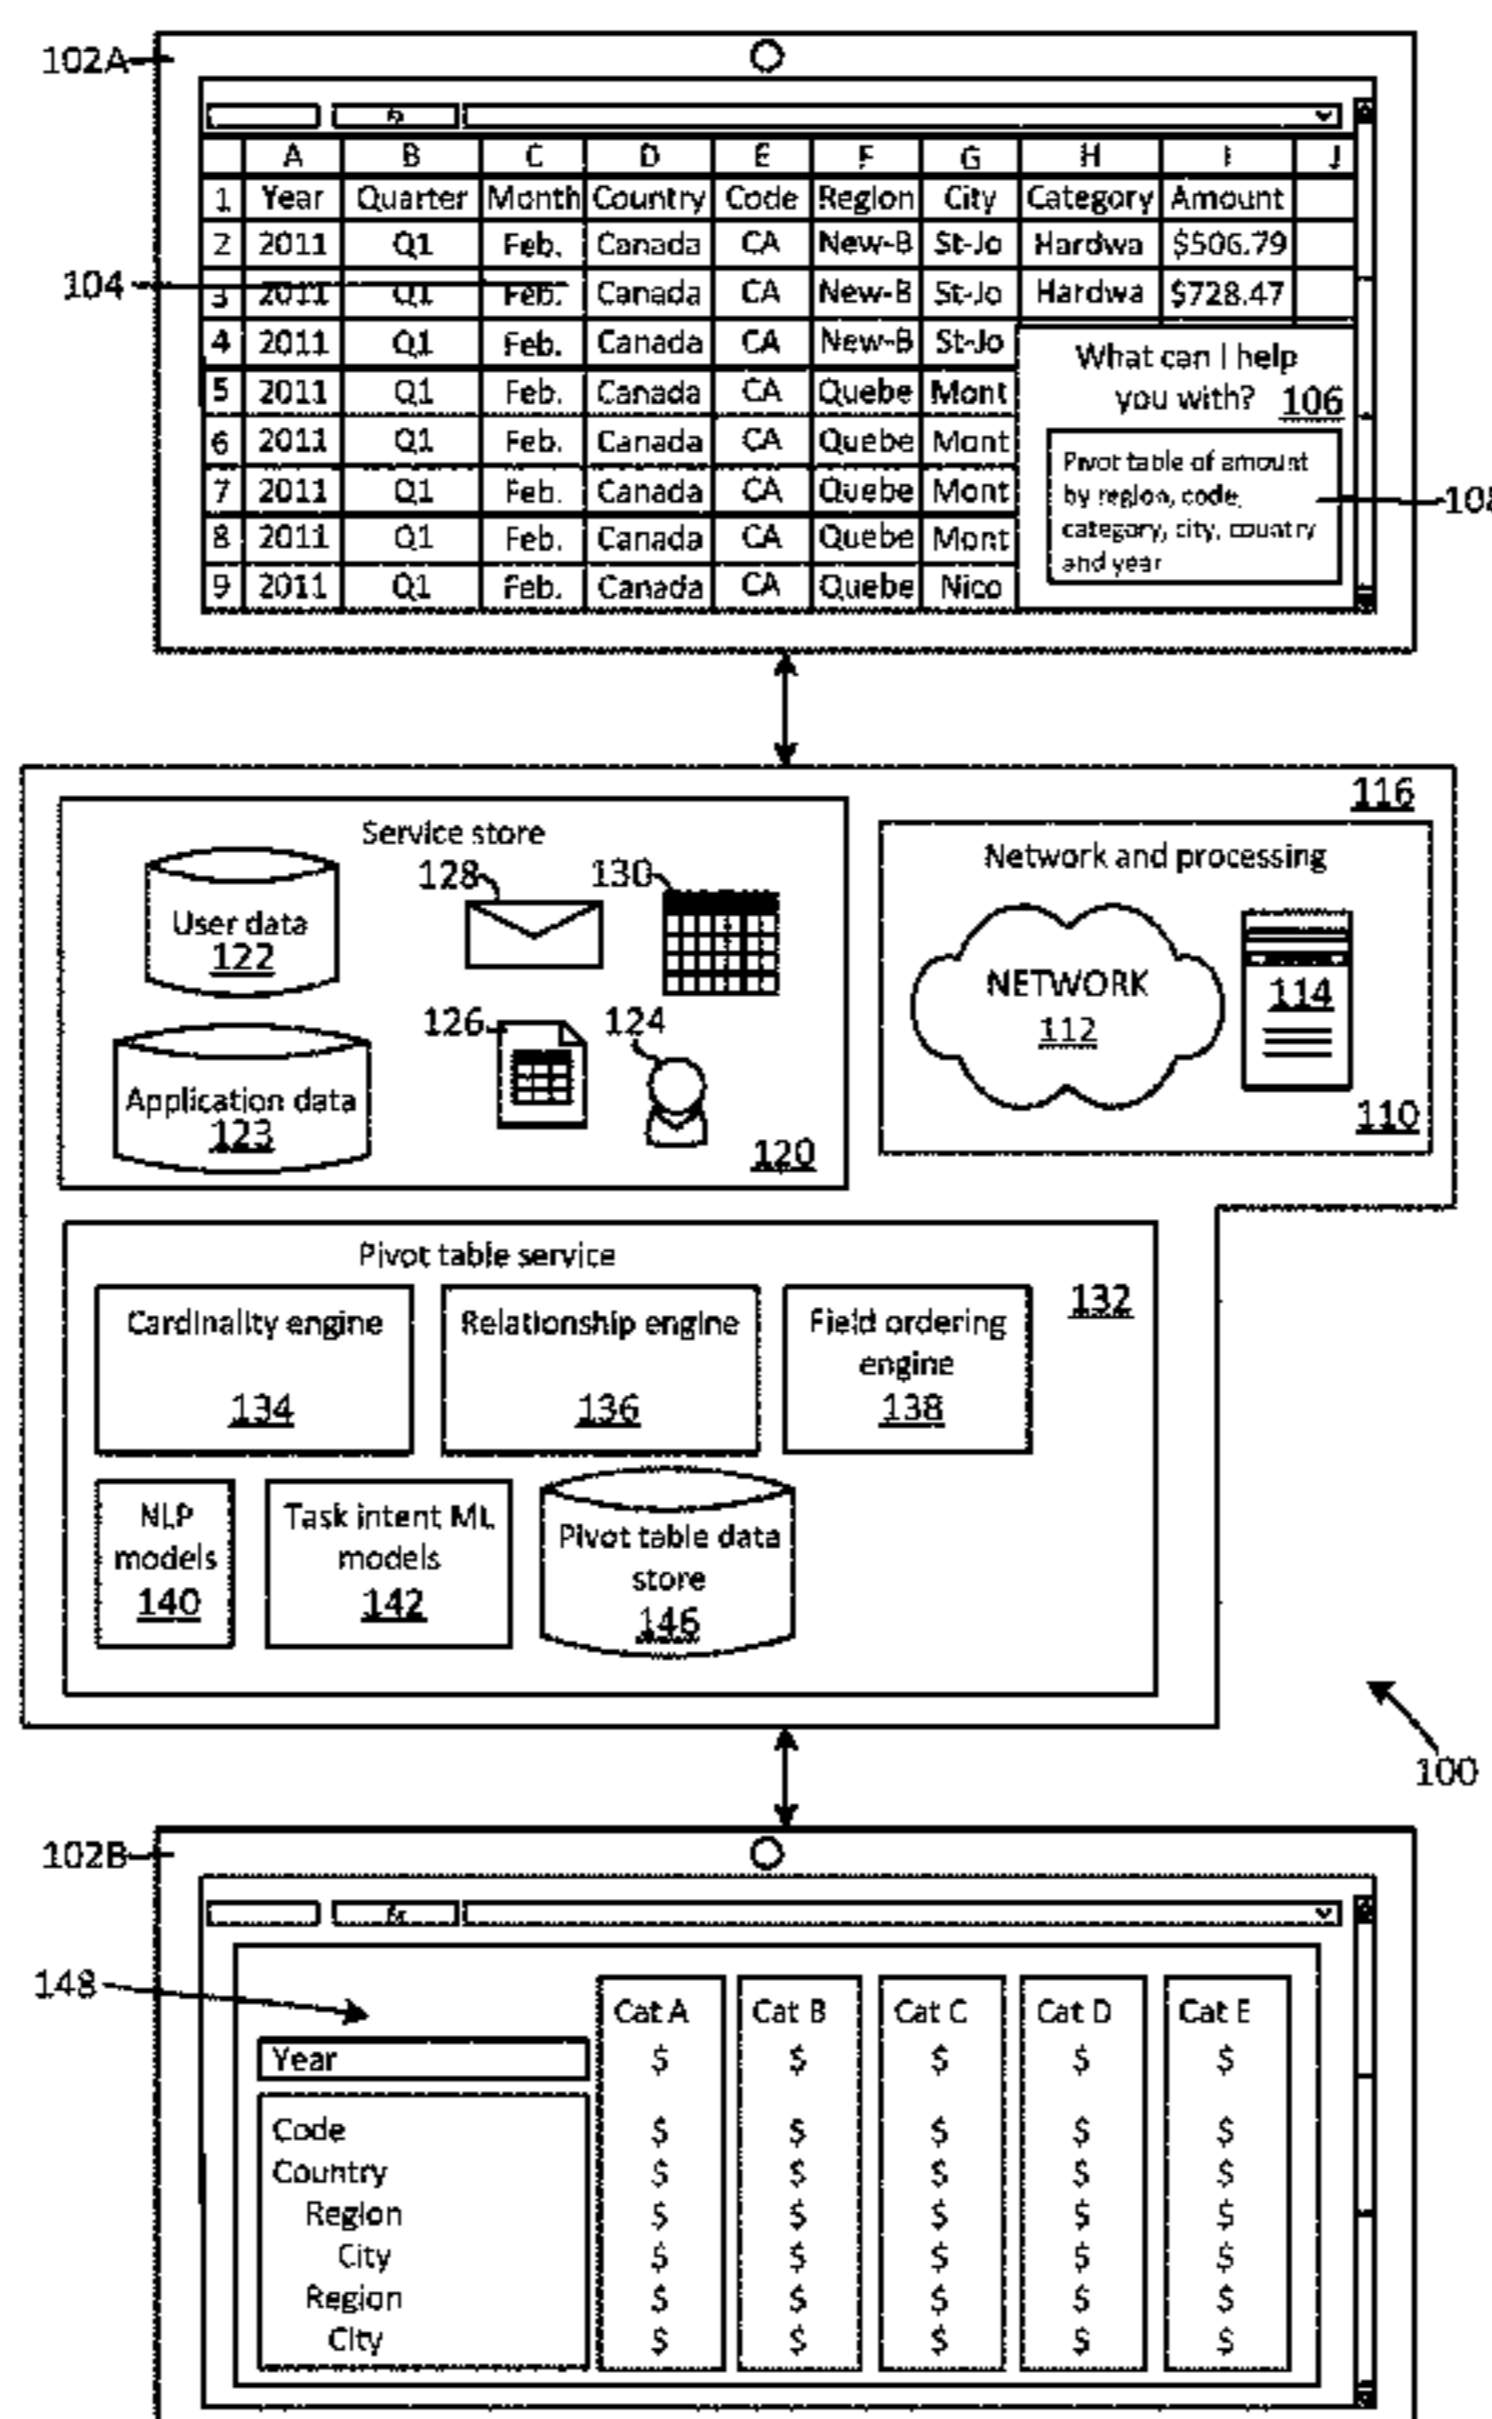 102A
fx
A B C D E F G H I J
1 Year Quarter Month Country Code Region City Category Amount
2 2011 Q1 Feb. Canada CA New-B St-Jo Hardwa $506.79
104
3 2011 Q1 Feb. Canada CA New-B St-Jo Hardwa $728.47
4 2011 Q1 Feb. Canada CA New-B St-Jo
5 2011 Q1 Feb. Canada CA Quebe Mont
6 2011 Q1 Feb. Canada CA Quebe Mont
7 2011 Q1 Feb. Canada CA Quebe Mont
8 2011 Q1 Feb. Canada CA Quebe Mont
9 2011 Q1 Feb. Canada CA Quebe Nico
What can I help
you with? 106
Pivot table of amount
by region, code,
category, city, country
and year
108
116
Service store
User data
122
Application data
123
128
130
126
124
120
Network and processing
NETWORK
112
114
110
Pivot table service
132
Cardinality engine
134
Relationship engine
136
Field ordering
engine
138
NLP
models
140
Task intent ML
models
142
Pivot table data
store
146
100
102B
fx
148
Cat A Cat B Cat C Cat D Cat E
Year $ $ $ $ $
Code $ $ $ $ $
Country $ $ $ $ $
Region $ $ $ $ $
City $ $ $ $ $
Region $ $ $ $ $
City $ $ $ $ $